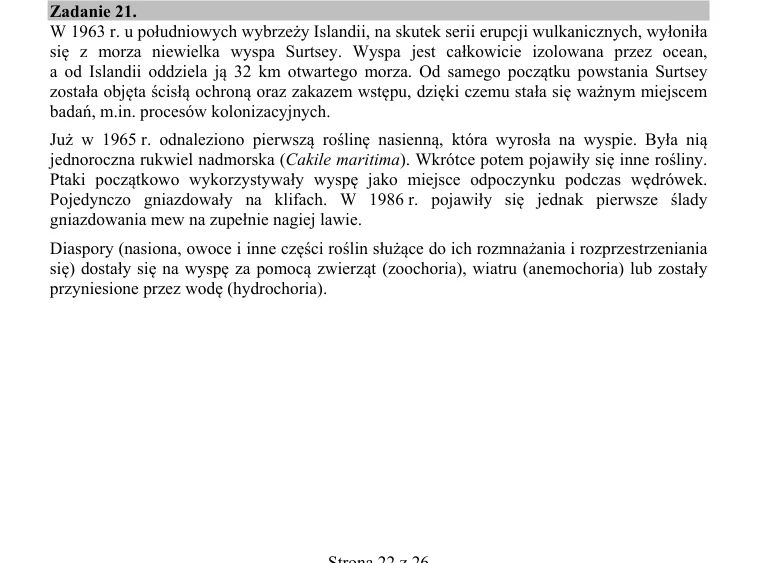 Zadanie 21.
W 1963 r. u południowych wybrzeży Islandii, na skutek serii erupcji wulkanicznych, wyłoniła
się z morza niewielka wyspa Surtsey. Wyspa jest całkowicie izolowana przez ocean,
a od Islandii oddziela ją 32 km otwartego morza. Od samego początku powstania Surtsey
została objęta ścisłą ochroną oraz zakazem wstępu, dzięki czemu stała się ważnym miejscem
badań, m.in. procesów kolonizacyjnych.
Już w 1965 r. odnaleziono pierwszą roślinę nasienną, która wyrosła na wyspie. Była nią
jednoroczna rukwiel nadmorska (Cakile maritima). Wkrótce potem pojawiły się inne rośliny.
Ptaki początkowo wykorzystywały wyspę jako miejsce odpoczynku podczas wędrówek.
Pojedynczo gniazdowały na klifach. W 1986 r. pojawiły się jednak pierwsze ślady
gniazdowania mew na zupełnie nagiej lawie.
Diaspory (nasiona, owoce i inne części roślin służące do ich rozmnażania i rozprzestrzeniania
się) dostały się na wyspę za pomocą zwierząt (zoochoria), wiatru (anemochoria) lub zostały
przyniesione przez wodę (hydrochoria).
Strona 22 z 26